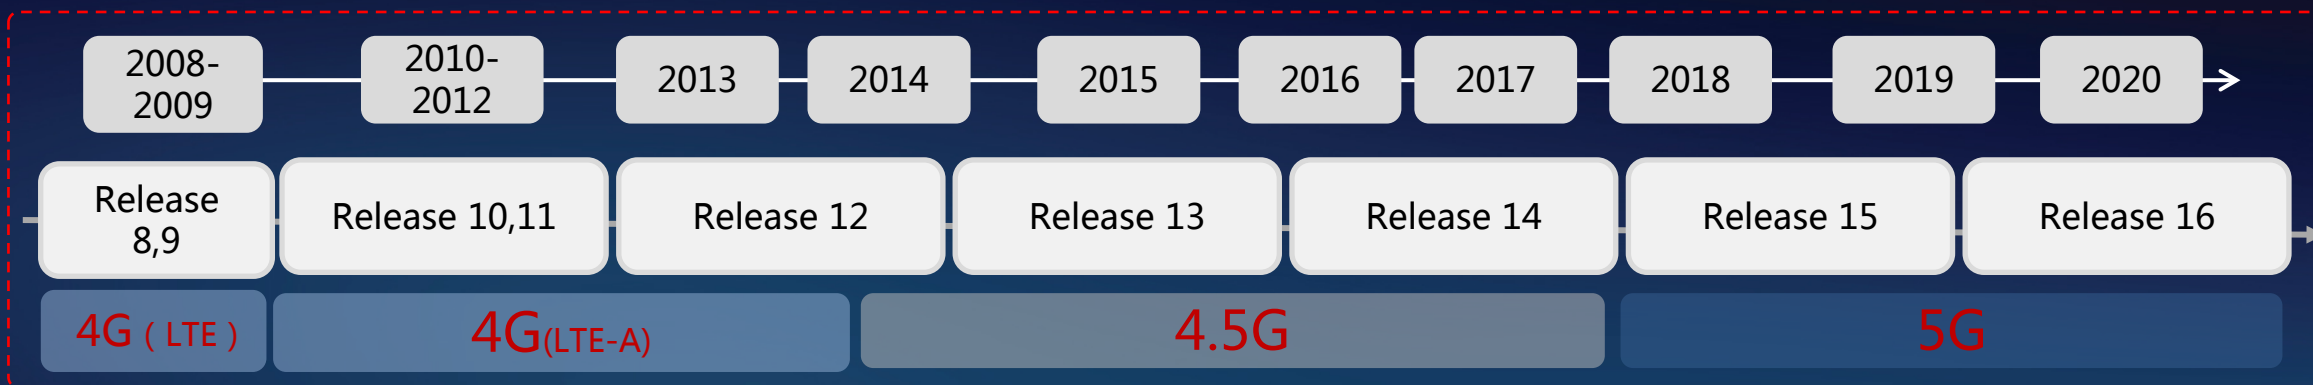 2008-
2009
2010-
2012
2013
2014
2015
2016
2017
2018
2019
2020
Release
8,9
Release 10,11
Release 12
Release 13
Release 14
Release 15
Release 16
4G ( LTE )
4G(LTE-A)
4.5G
5G